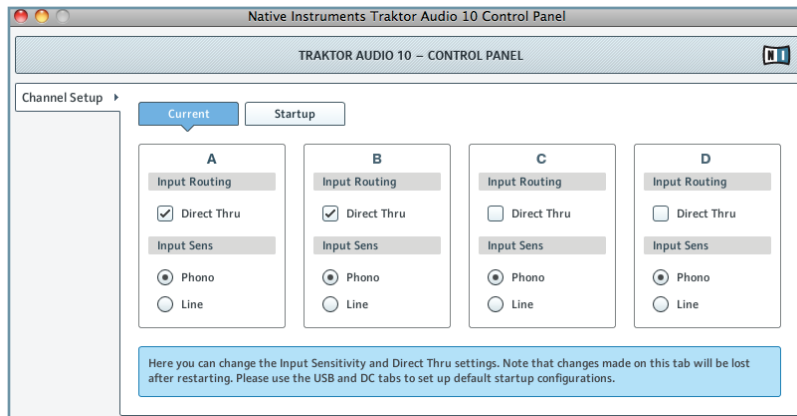 Native Instruments Traktor Audio 10 Control Panel
TRAKTOR AUDIO 10 – CONTROL PANEL
NI
Channel Setup
Current
Startup
A
B
C
D
Input Routing
Input Routing
Input Routing
Input Routing
Direct Thru
Direct Thru
Direct Thru
Direct Thru
Input Sens
Input Sens
Input Sens
Input Sens
Phono
Phono
Phono
Phono
Line
Line
Line
Line
Here you can change the Input Sensitivity and Direct Thru settings. Note that changes made on this tab will be lost
after restarting. Please use the USB and DC tabs to set up default startup configurations.